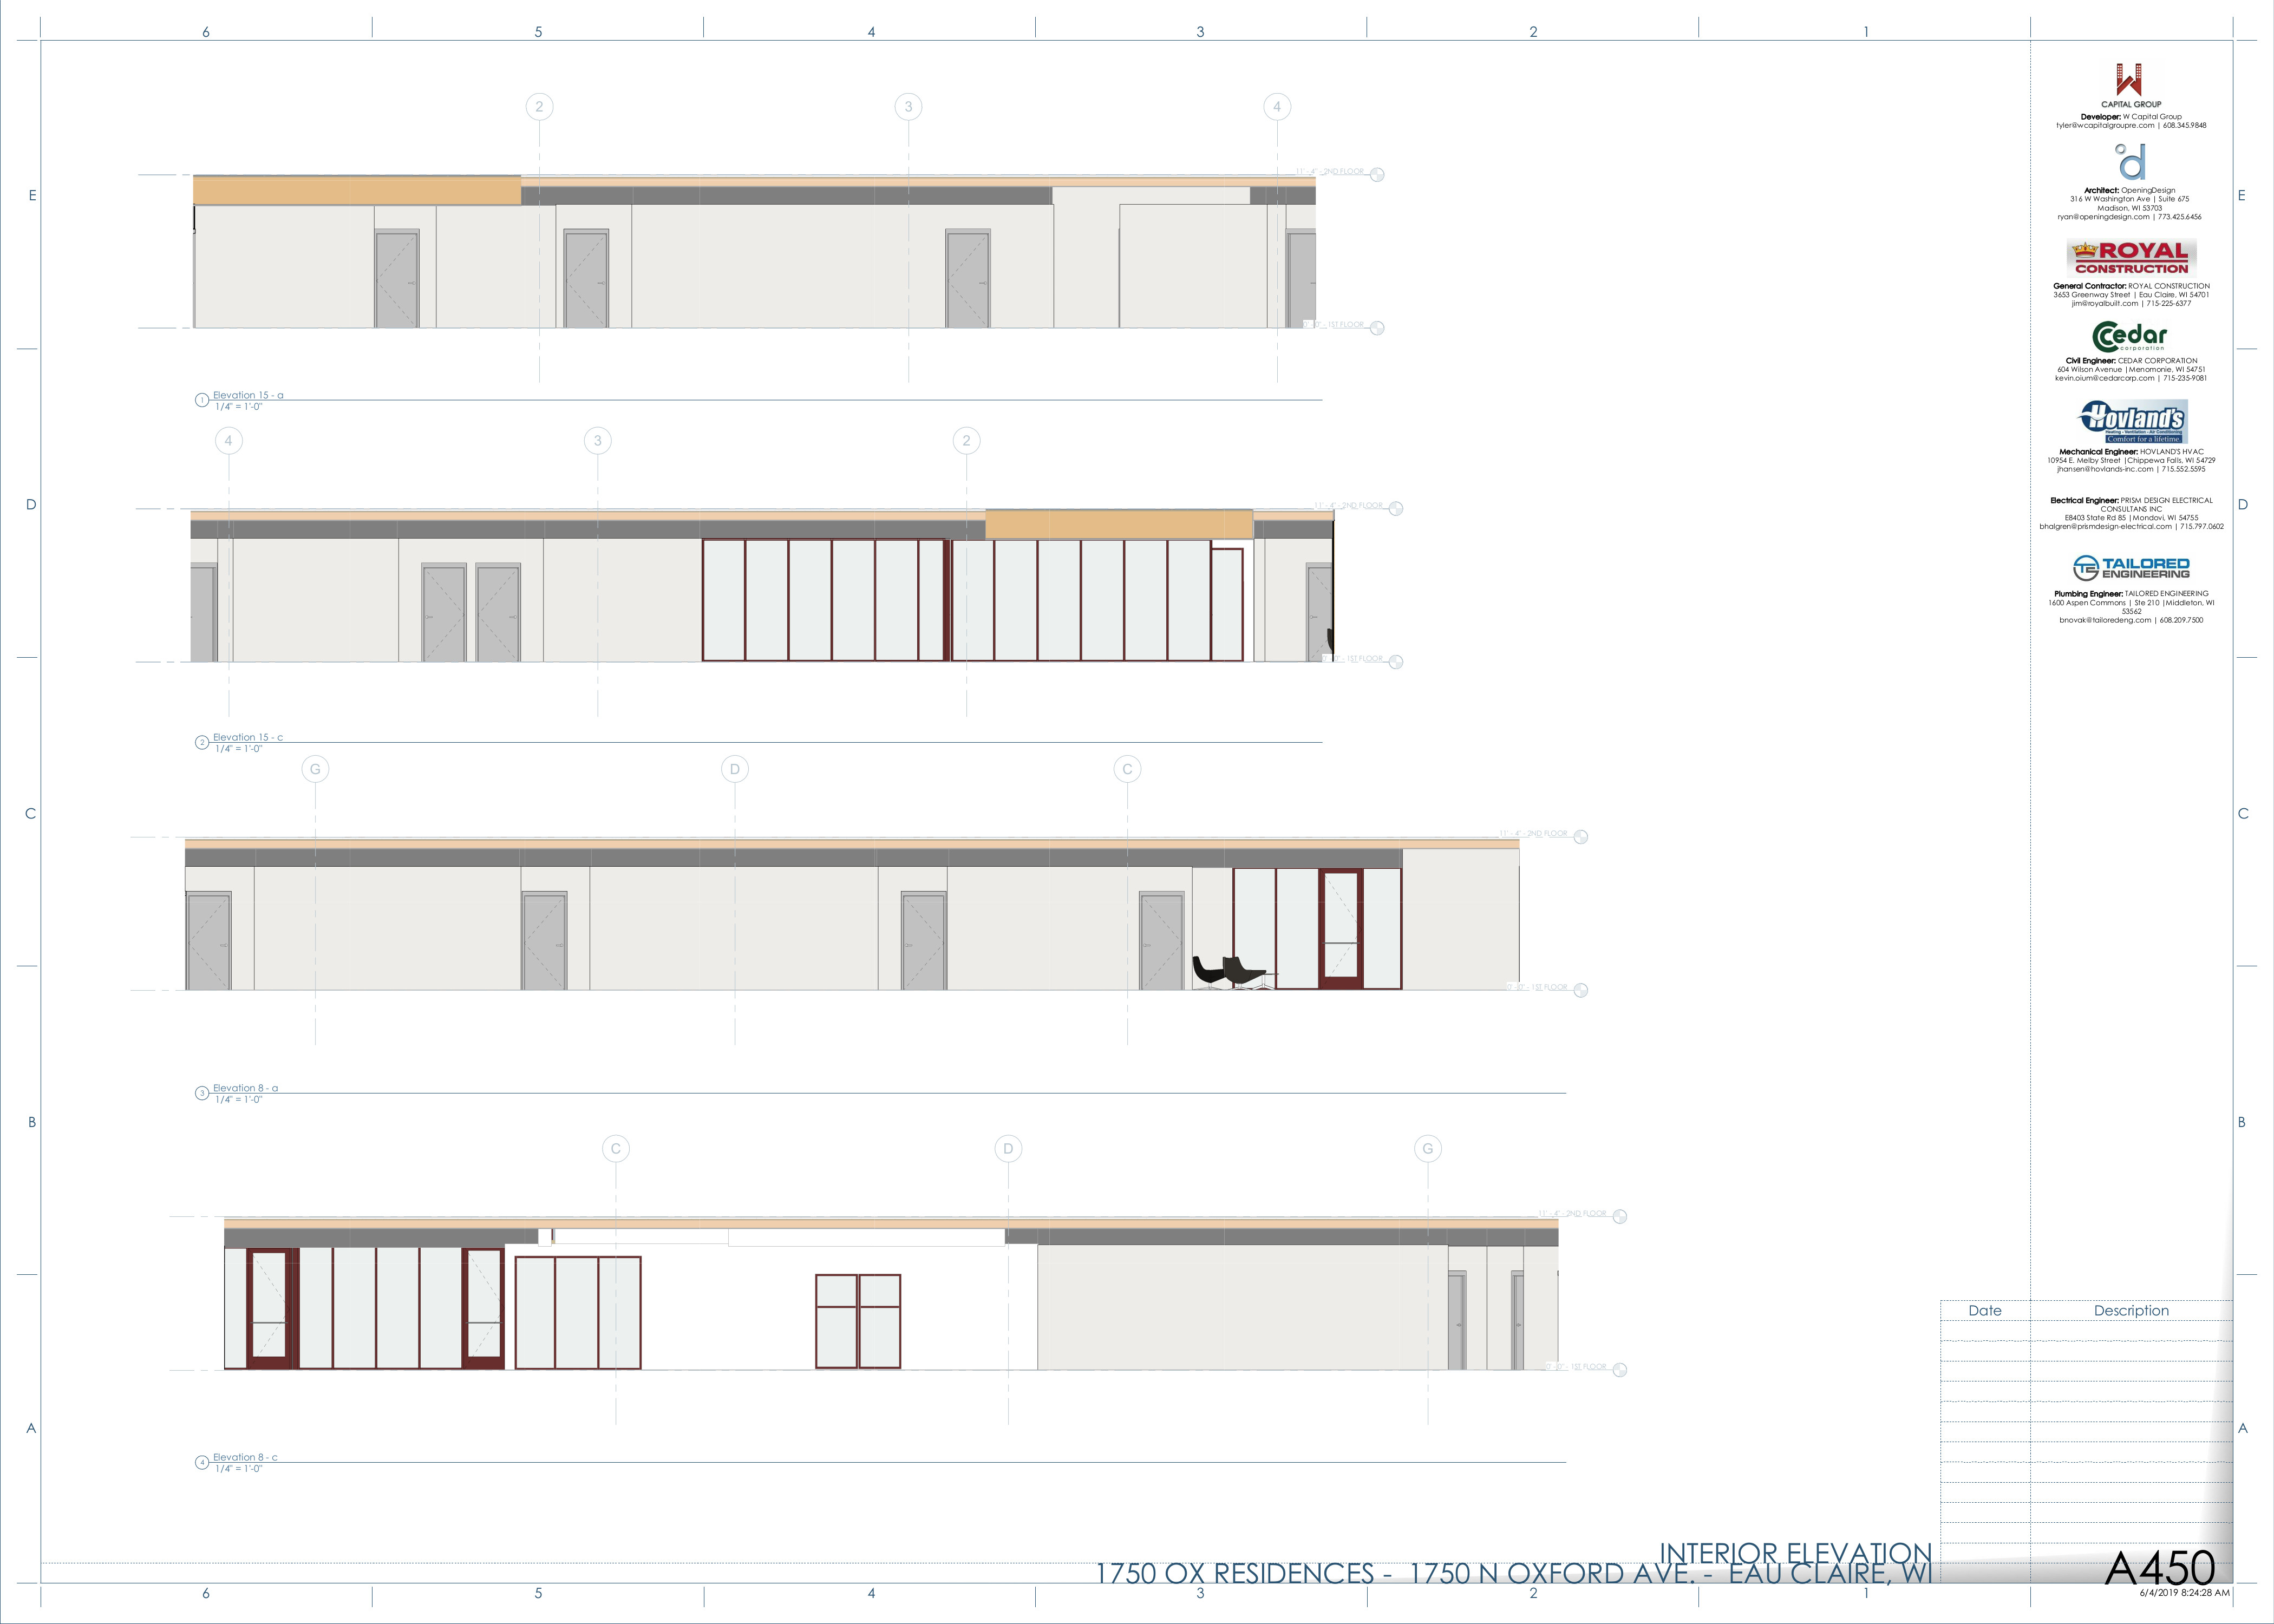 6 5 4 3 2 1
E
D
C
B
A
E
D
C
B
A
2 3 4
11' - 4" - 2ND FLOOR
0' - 0" - 1ST FLOOR
1 Elevation 15 - a
1/4" = 1'-0"
4 3 2
11' - 4" - 2ND FLOOR
0' - 0" - 1ST FLOOR
2 Elevation 15 - c
1/4" = 1'-0"
G D C
11' - 4" - 2ND FLOOR
0' - 0" - 1ST FLOOR
3 Elevation 8 - a
1/4" = 1'-0"
C D G
11' - 4" - 2ND FLOOR
0' - 0" - 1ST FLOOR
4 Elevation 8 - c
1/4" = 1'-0"
W
CAPITAL GROUP
Developer: W Capital Group
tyler@wcapitalgroupre.com | 608.345.9848
d
Architect: OpeningDesign
316 W Washington Ave | Suite 675
Madison, WI 53703
ryan@openingdesign.com | 773.425.6456
ROYAL
CONSTRUCTION
General Contractor: ROYAL CONSTRUCTION
3653 Greenway Street | Eau Claire, WI 54701
jim@royalbuilt.com | 715-225-6377
Cedar
corporation
Civil Engineer: CEDAR CORPORATION
604 Wilson Avenue |Menomonie, WI 54751
kevin.oium@cedarcorp.com | 715-235-9081
Hovland's
Heating - Ventilation - Air Conditioning
Comfort for a lifetime.
Mechanical Engineer: HOVLAND'S HVAC
10954 E. Melby Street |Chippewa Falls, WI 54729
jhansen@hovlands-inc.com | 715.552.5595
Electrical Engineer: PRISM DESIGN ELECTRICAL
CONSULTANS INC
E8403 State Rd 85 |Mondovi, WI 54755
bhalgren@prismdesign-electrical.com | 715.797.0602
TE TAILORED
ENGINEERING
Plumbing Engineer: TAILORED ENGINEERING
1600 Aspen Commons | Ste 210 |Middleton, WI
53562
bnovak@tailoredeng.com | 608.209.7500
Date Description
INTERIOR ELEVATION
1750 OX RESIDENCES - 1750 N OXFORD AVE. - EAU CLAIRE, WI
A450
6/4/2019 8:24:28 AM
6 5 4 3 2 1